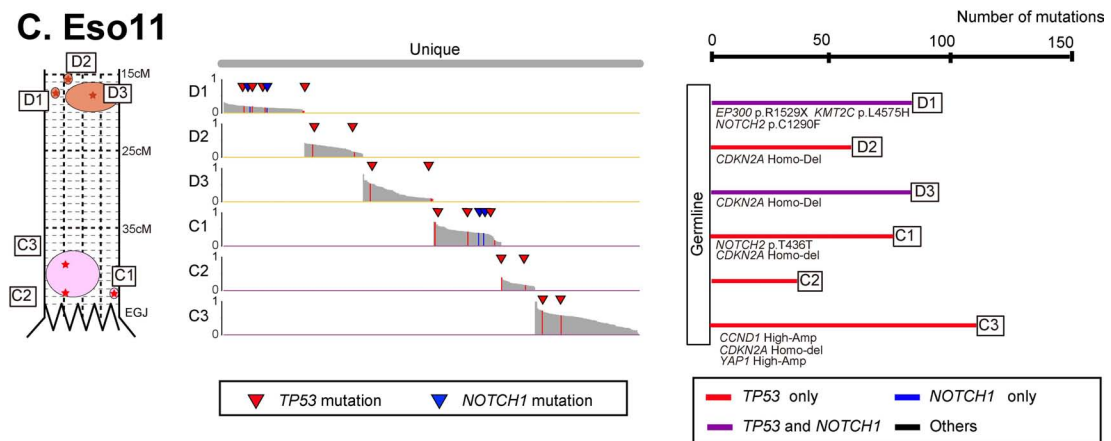 C. Eso11
D2
15cM
D1
D3
25cM
35cM
C3
C1
C2
EGJ
Unique
D1
1
0
D2
1
0
D3
1
0
C1
1
0
C2
1
0
C3
1
0
TP53 mutation NOTCH1 mutation
Number of mutations
0 50 100 150
Germline
D1
EP300 p.R1529X KMT2C p.L4575H
NOTCH2 p.C1290F
D2
CDKN2A Homo-Del
D3
CDKN2A Homo-Del
C1
NOTCH2 p.T436T
CDKN2A Homo-del
C2
C3
CCND1 High-Amp
CDKN2A Homo-del
YAP1 High-Amp
TP53 only NOTCH1 only
TP53 and NOTCH1 Others